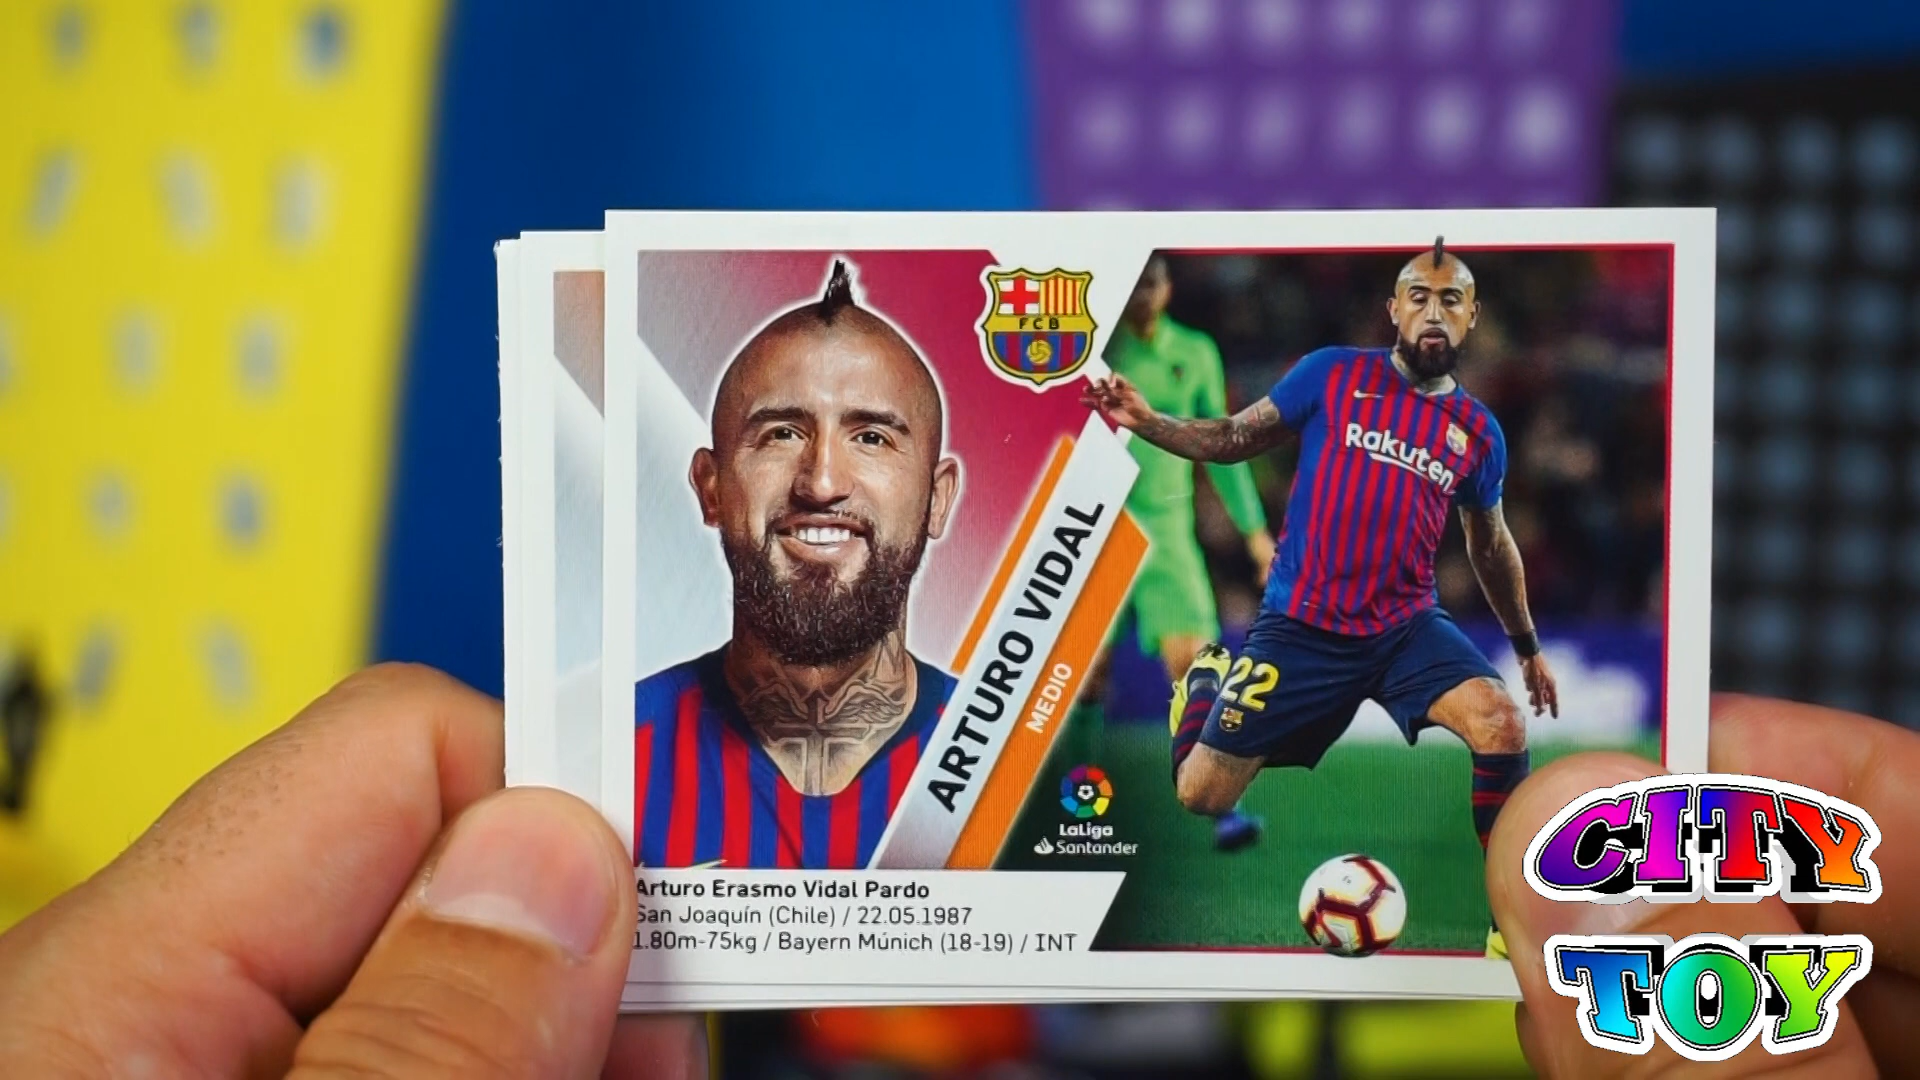 FCB
ARTURO VIDAL
MEDIO
Rakuten
22
LaLiga
Santander
Arturo Erasmo Vidal Pardo
San Joaquín (Chile) / 22.05.1987
1.80m-75kg / Bayern Múnich (18-19) / INT
CITY
TOY